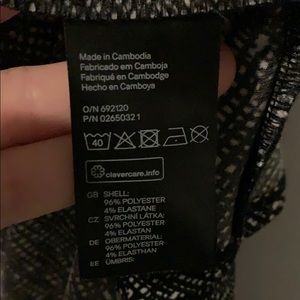 Made in Cambodia
Fabricado em Camboja
Fabriqué en Cambodge
Hecho en Camboya
O/N 692120
P/N 02650321
40
clevercare.info
GB SHELL:
96% POLYESTER
4% ELASTANE
CZ SVRCHNÍ LÁTKA:
96% POLYESTER
4% ELASTAN
DE OBERMATERIAL:
96% POLYESTER
4% ELASTHAN
EE ÜMBRIS: